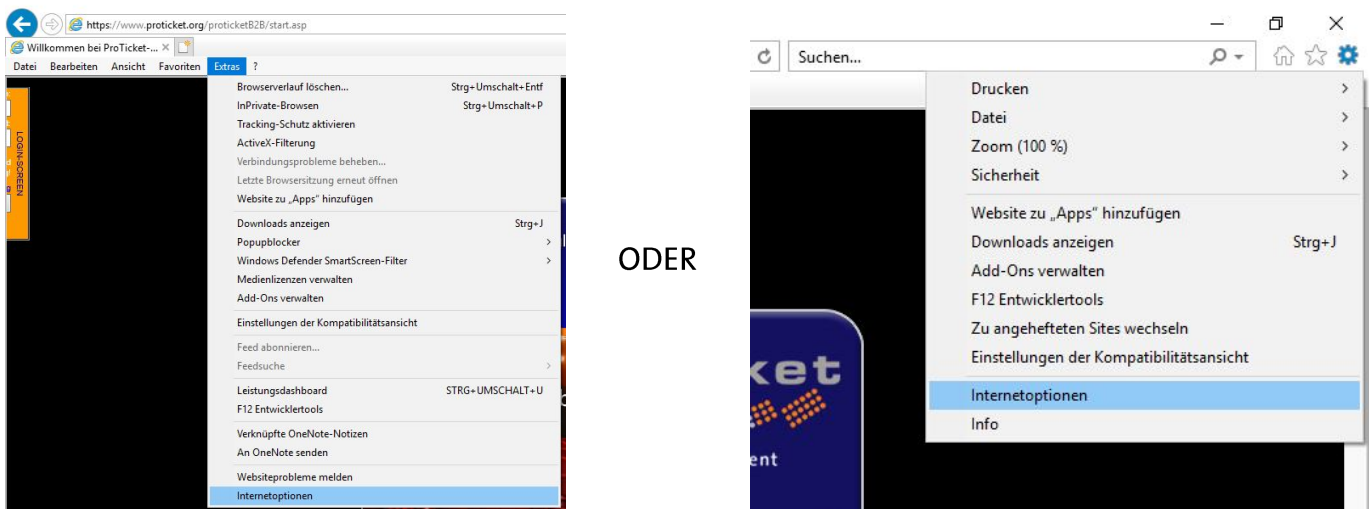 https://www.proticket.org/proticketB2B/start.asp
Willkommen bei ProTicket-...
Datei Bearbeiten Ansicht Favoriten Extras ?
LOGIN-SCREEN
Browserverlauf löschen... Strg+Umschalt+Entf
InPrivate-Browsen Strg+Umschalt+P
Tracking-Schutz aktivieren
ActiveX-Filterung
Verbindungsprobleme beheben...
Letzte Browsersitzung erneut öffnen
Website zu „Apps“ hinzufügen
Downloads anzeigen Strg+J
Popupblocker
Windows Defender SmartScreen-Filter
Medienlizenzen verwalten
Add-Ons verwalten
Einstellungen der Kompatibilitätsansicht
Feed abonnieren...
Feedsuche
Leistungsdashboard STRG+UMSCHALT+U
F12 Entwicklertools
Verknüpfte OneNote-Notizen
An OneNote senden
Websiteprobleme melden
Internetoptionen
ODER
Suchen...
Drucken
Datei
Zoom (100 %)
Sicherheit
Website zu „Apps“ hinzufügen
Downloads anzeigen Strg+J
Add-Ons verwalten
F12 Entwicklertools
Zu angehefteten Sites wechseln
Einstellungen der Kompatibilitätsansicht
Internetoptionen
Info
ket
ent